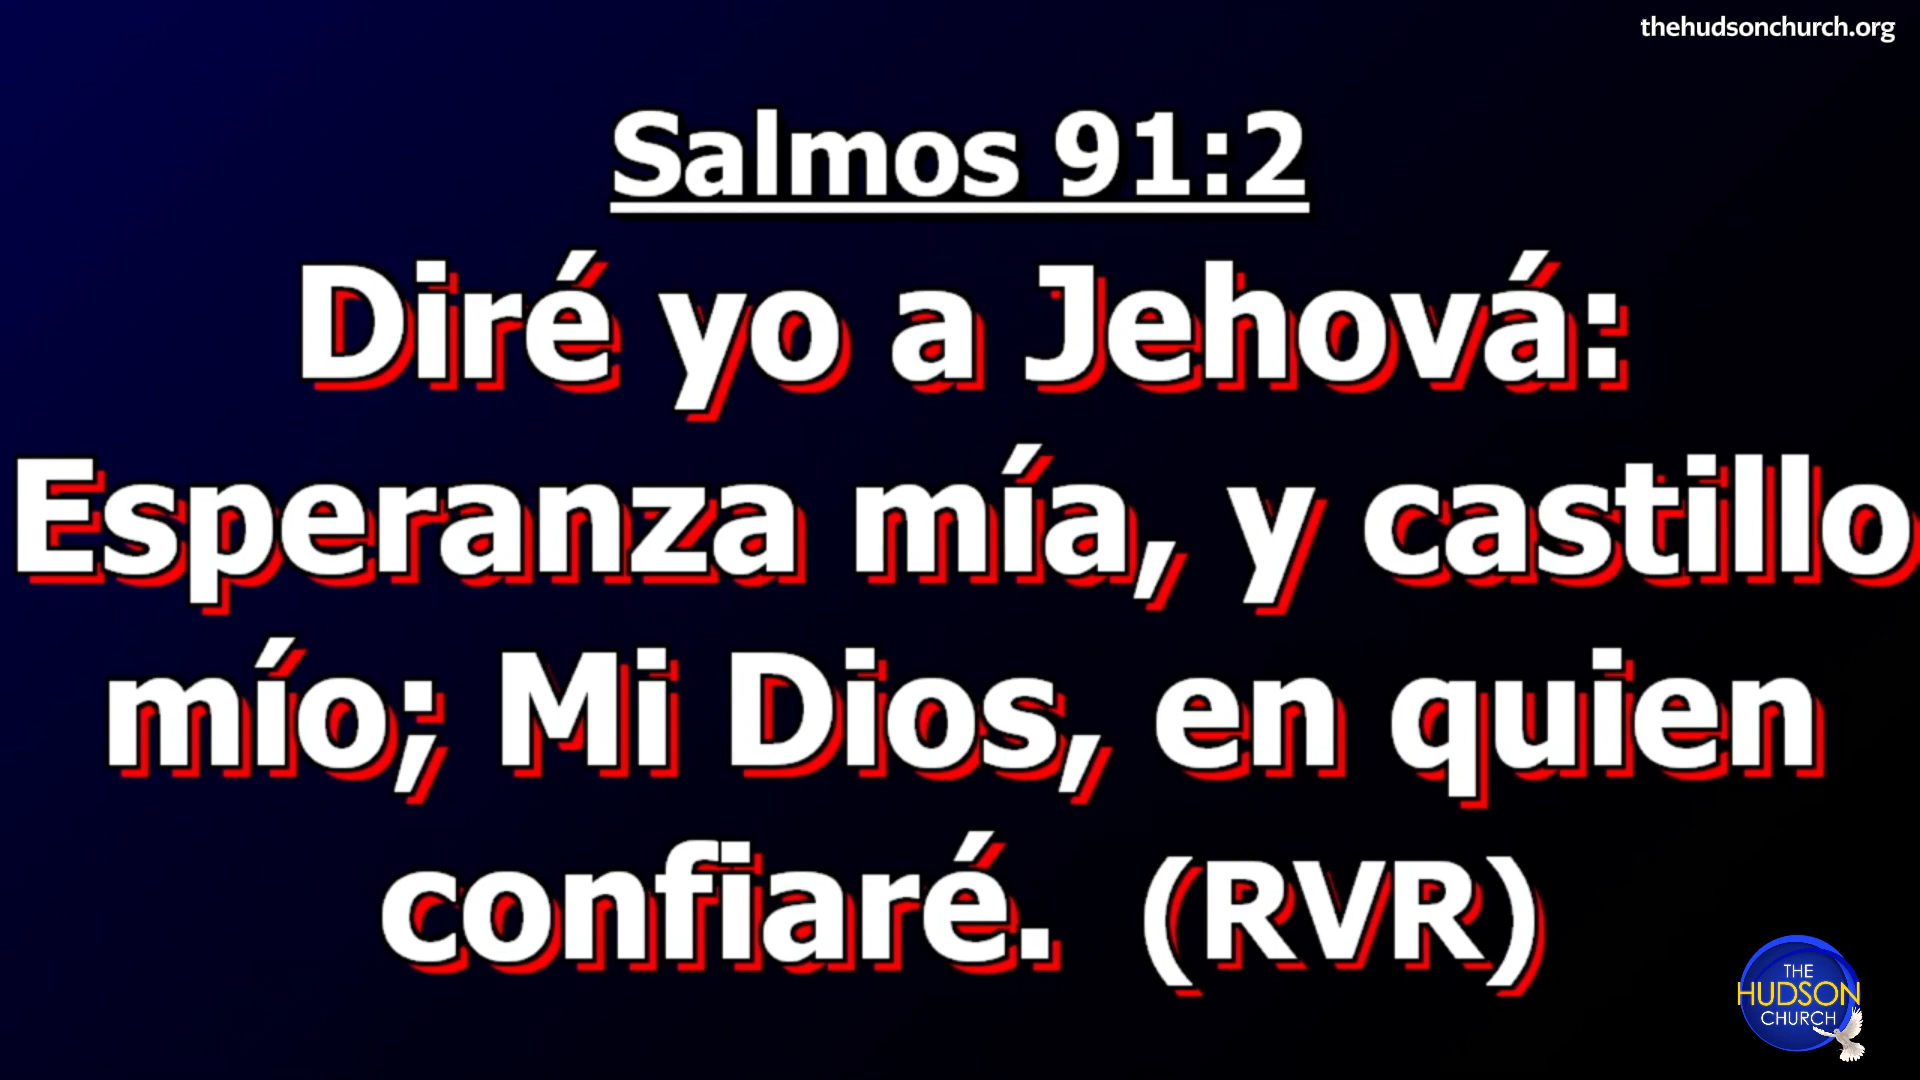 thehudsonchurch.org
Salmos 91:2
Diré yo a Jehová:
Esperanza mía, y castillo
mío; Mi Dios, en quien
confiaré.  (RVR)
THE
HUDSON
CHURCH